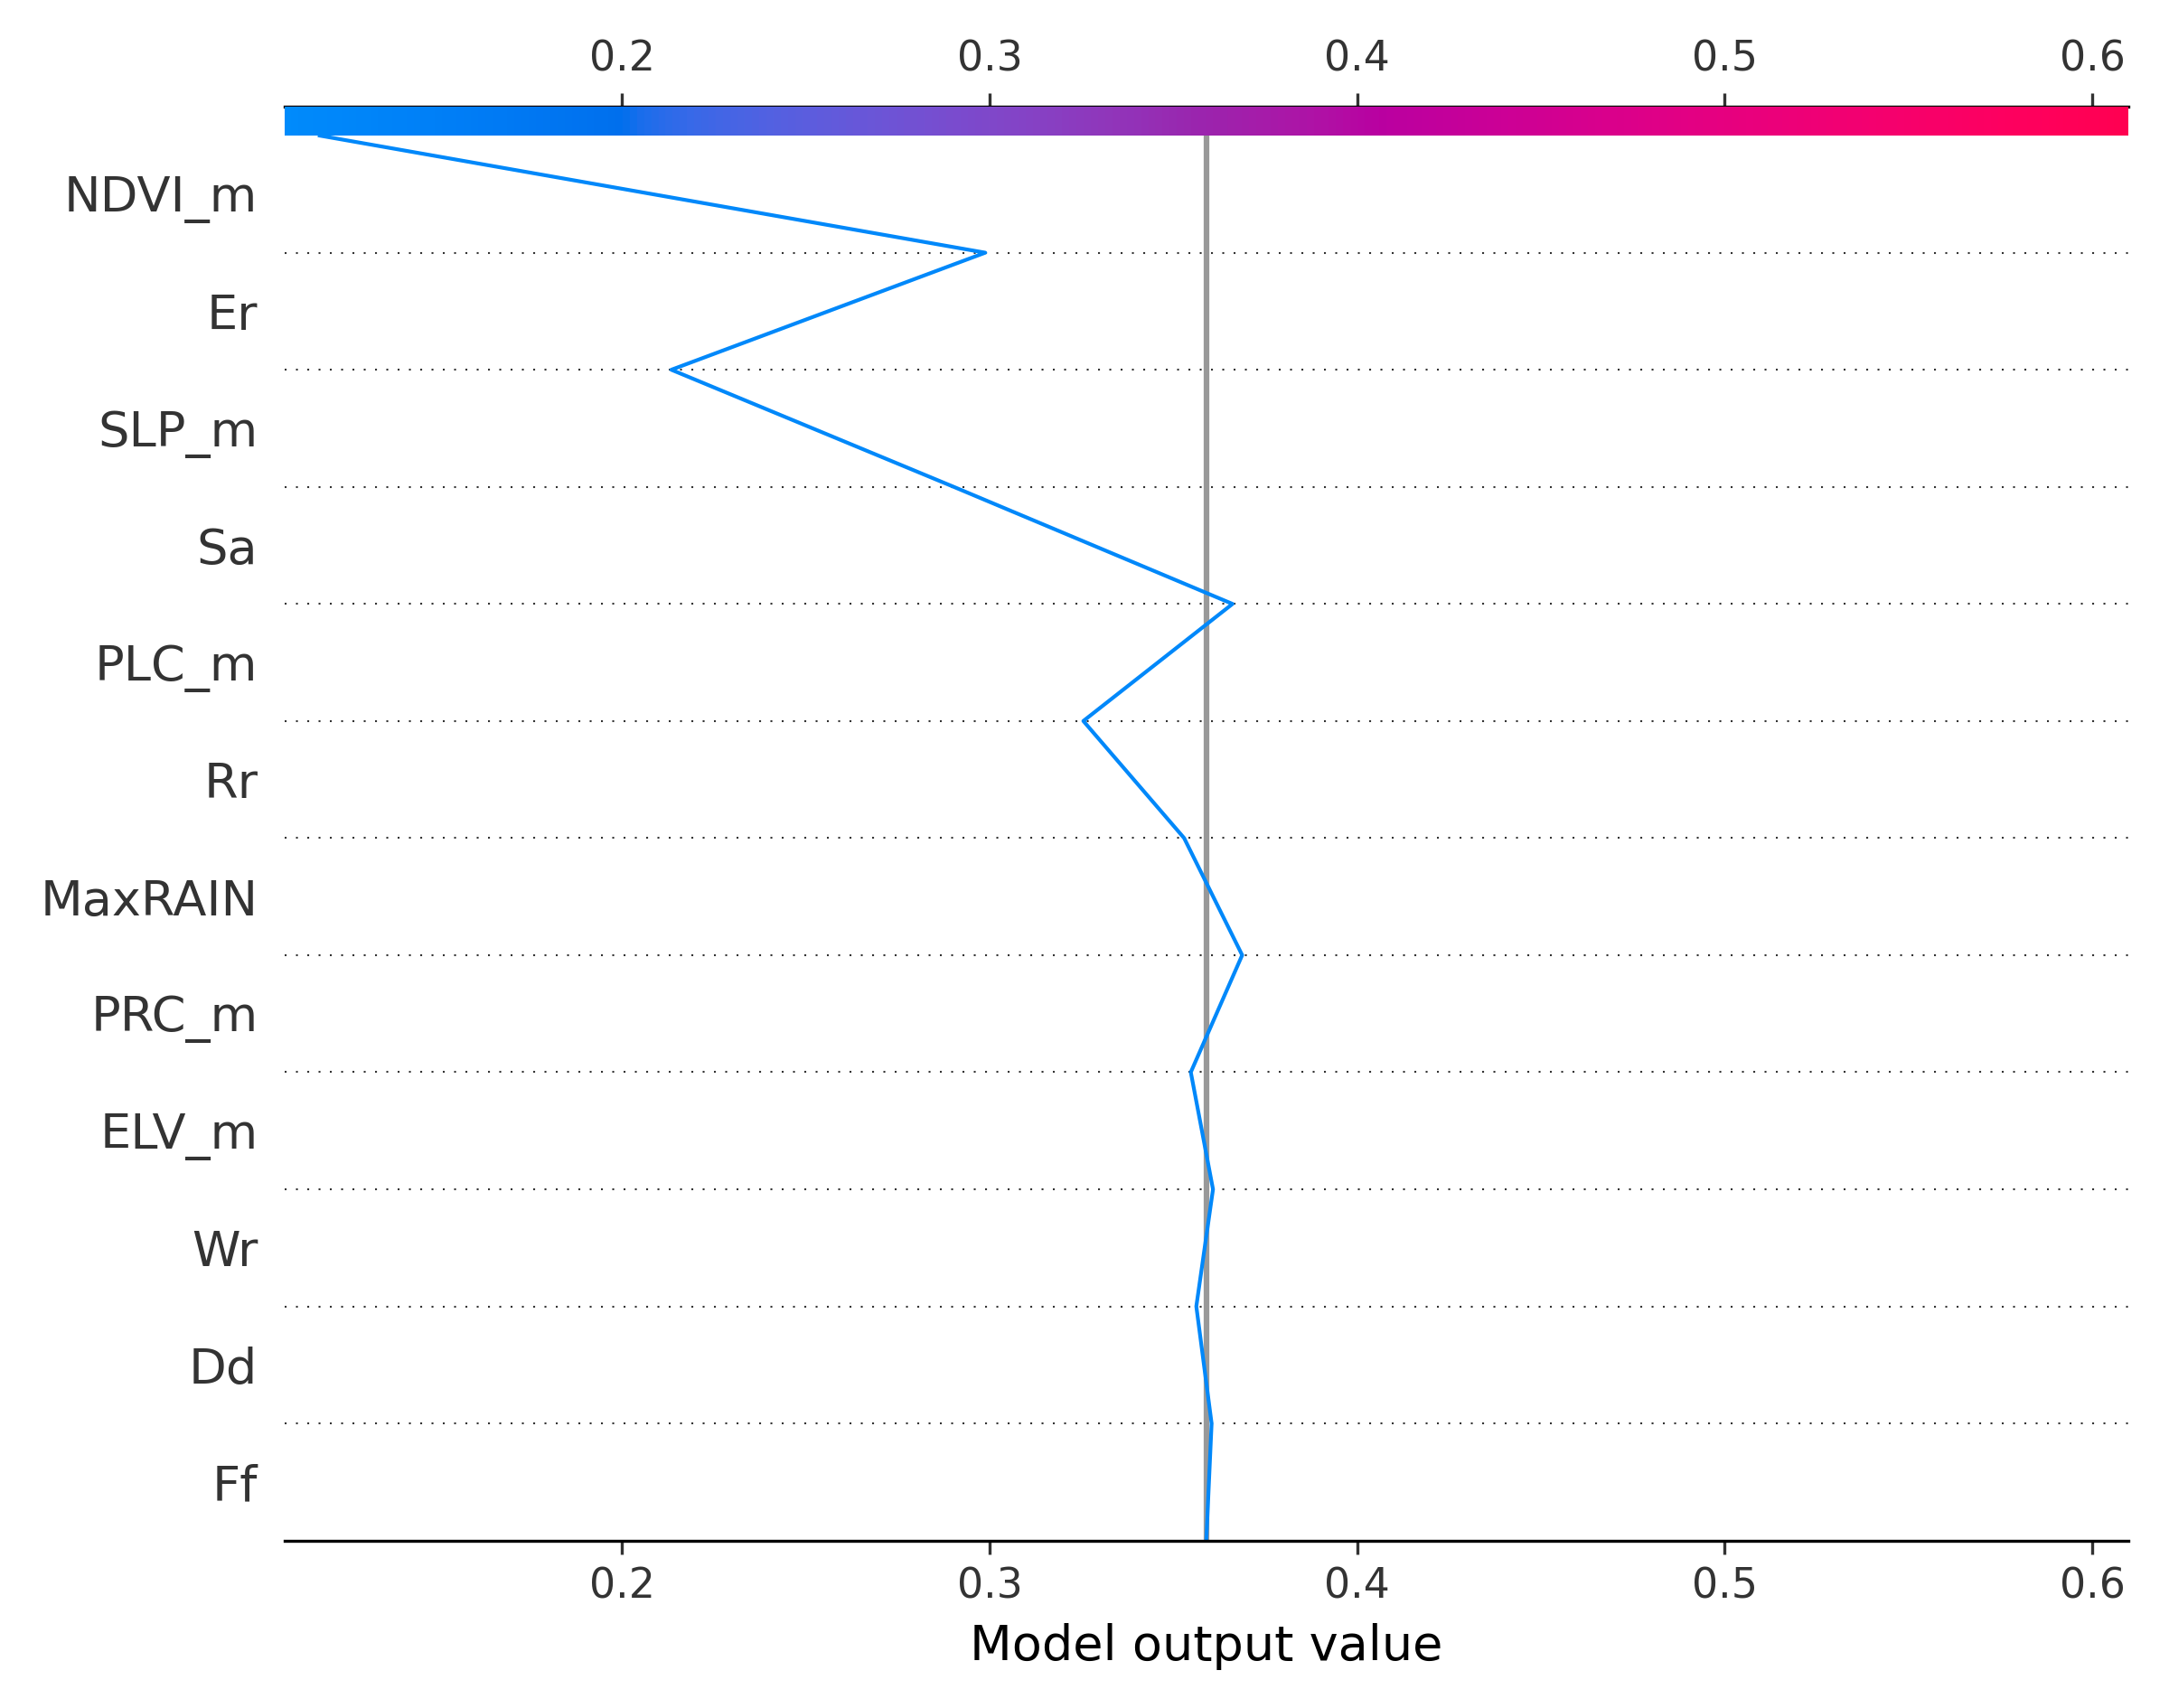 0.2 0.3 0.4 0.5 0.6
NDVI_m
Er
SLP_m
Sa
PLC_m
Rr
MaxRAIN
PRC_m
ELV_m
Wr
Dd
Ff
0.2 0.3 0.4 0.5 0.6
Model output value